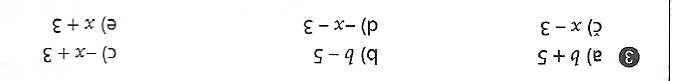 3 a) b + 5 b) b – 5 c) –x + 3
č) x – 3 d) –x – 3 e) x + 3